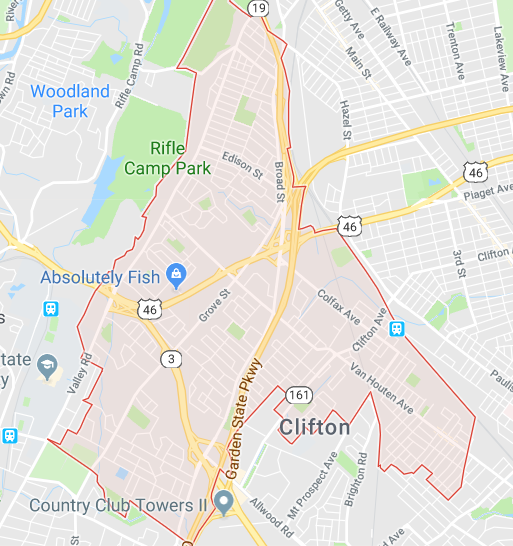 19
Getty Ave
E Railway Ave
Main St
Trenton Ave
Lakeview Ave
Rifle Camp Rd
Woodland
Park
Hazel St
Rifle
Camp Park
Edison St
Broad St
46
Piaget Ave
46
3rd St
Clifton
Absolutely Fish
46
Grove St
Colfax Ave
Clifton Ave
3
Valley Rd
Garden State Pkwy
Van Houten Ave
161
Clifton
Mt Prospect Ave
Brighton Rd
Country Club Towers II
Allwood Rd